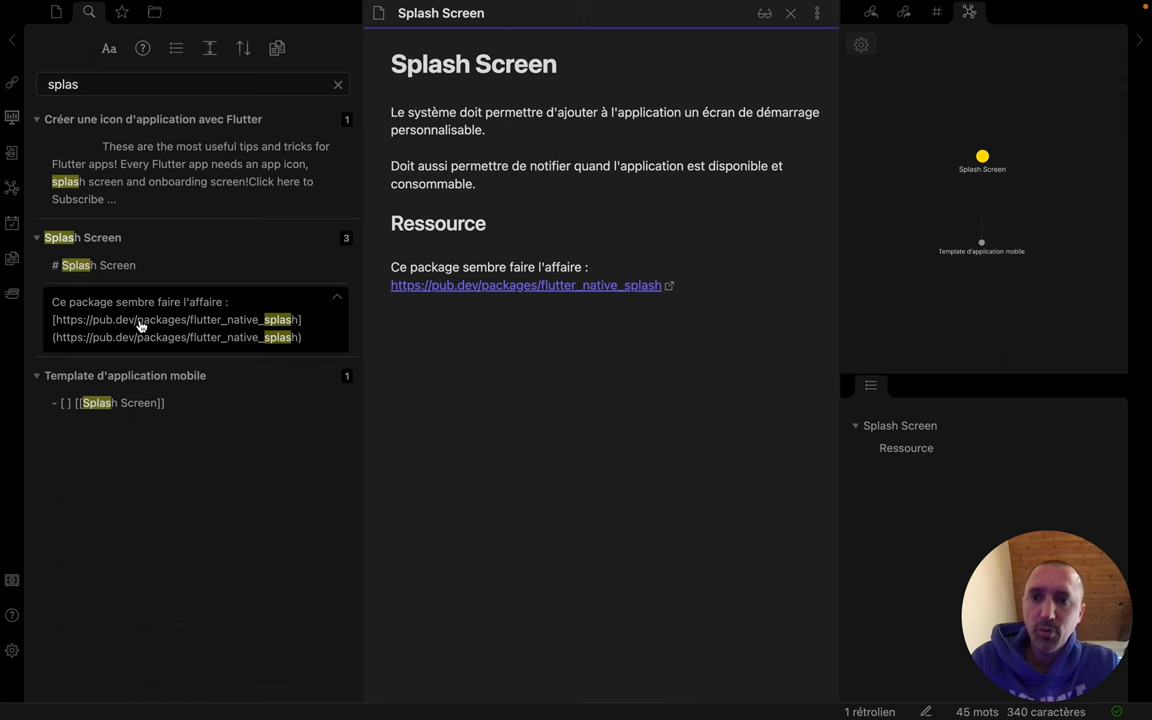 Splash Screen
Aa
splas
Créer une icon d'application avec Flutter
1
These are the most useful tips and tricks for
Flutter apps! Every Flutter app needs an app icon,
splash screen and onboarding screen!Click here to
Subscribe ...
Splash Screen
3
# Splash Screen
Ce package sembre faire l'affaire :
[https://pub.dev/packages/flutter_native_splash]
(https://pub.dev/packages/flutter_native_splash)
Template d'application mobile
1
- [ ] [[Splash Screen]]
Splash Screen
Le système doit permettre d'ajouter à l'application un écran de démarrage
personnalisable.
Doit aussi permettre de notifier quand l'application est disponible et
consommable.
Ressource
Ce package sembre faire l'affaire :
https://pub.dev/packages/flutter_native_splash
Splash Screen
Template d'application mobile
Splash Screen
Ressource
1 rétrolien
45 mots
340 caractères